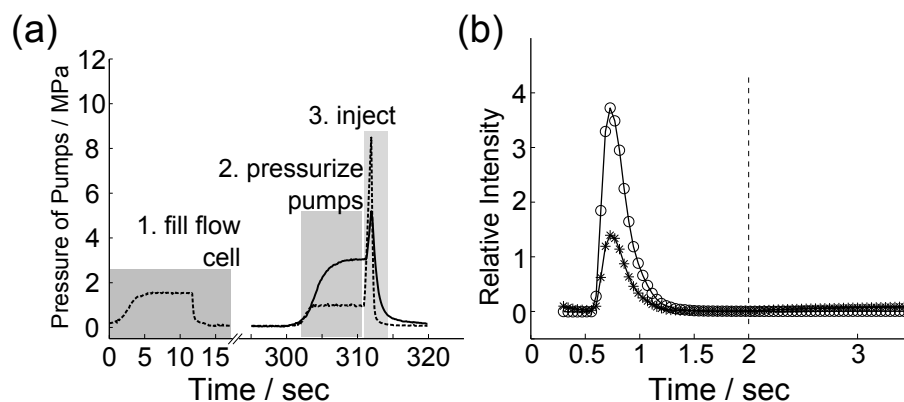 (a)
Pressure of Pumps / MPa
12
10
8
6
4
2
0
1. fill flow
cell
2. pressurize
pumps
3. inject
0 5 10 15 300 310 320
Time / sec
(b)
Relative Intensity
4
3
2
1
0
0 0.5 1 2 3
Time / sec